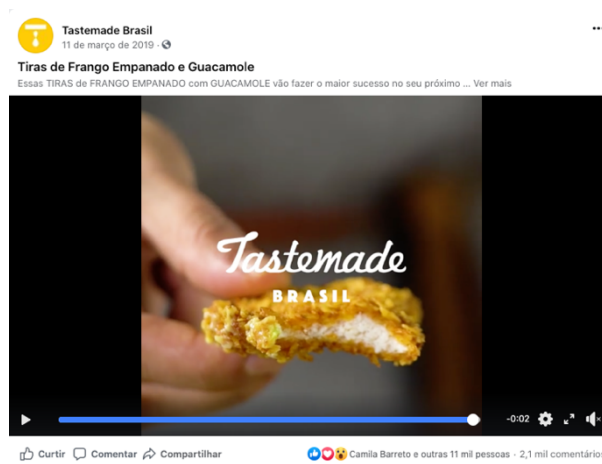 Tastemade Brasil
11 de março de 2019 ·
Tiras de Frango Empanado e Guacamole
Essas TIRAS de FRANGO EMPANADO com GUACAMOLE vão fazer o maior sucesso no seu próximo ... Ver mais
Tastemade
BRASIL
-0:02
Curtir Comentar Compartilhar Camila Barreto e outras 11 mil pessoas · 2,1 mil comentários